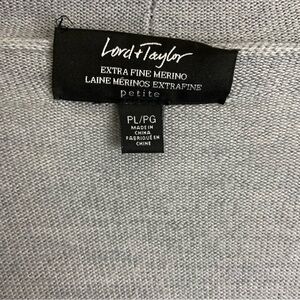 Lord & Taylor
EXTRA FINE MERINO
LAINE MÉRINOS EXTRAFINE
petite
PL/PG
MADE IN
CHINA
FABRIQUÉ EN
CHINE